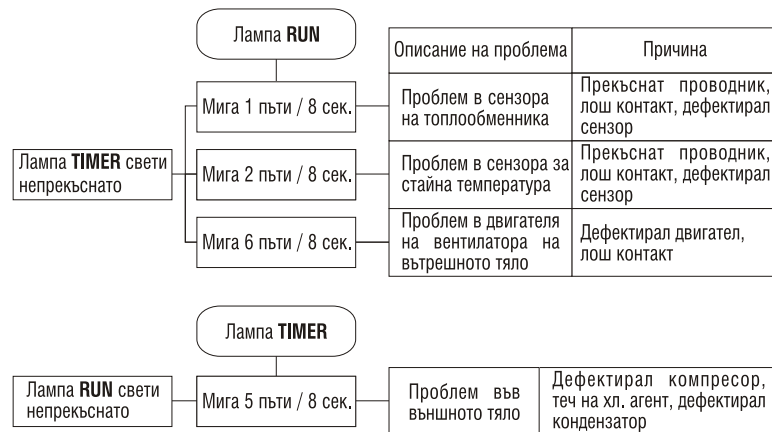 Лампа RUN
Описание на проблема
Причина
Мига 1 пъти / 8 сек.
Проблем в сензора
на топлообменника
Прекъснат проводник,
лош контакт, дефектирал
сензор
Лампа TIMER свети
непрекъснато
Мига 2 пъти / 8 сек.
Проблем в сензора за
стайна температура
Прекъснат проводник,
лош контакт, дефектирал
сензор
Мига 6 пъти / 8 сек.
Проблем в двигателя
на вентилатора на
вътрешното тяло
Дефектирал двигател,
лош контакт
Лампа TIMER
Лампа RUN свети
непрекъснато
Мига 5 пъти / 8 сек.
Проблем във
външното тяло
Дефектирал компресор,
теч на хл. агент, дефектирал
кондензатор